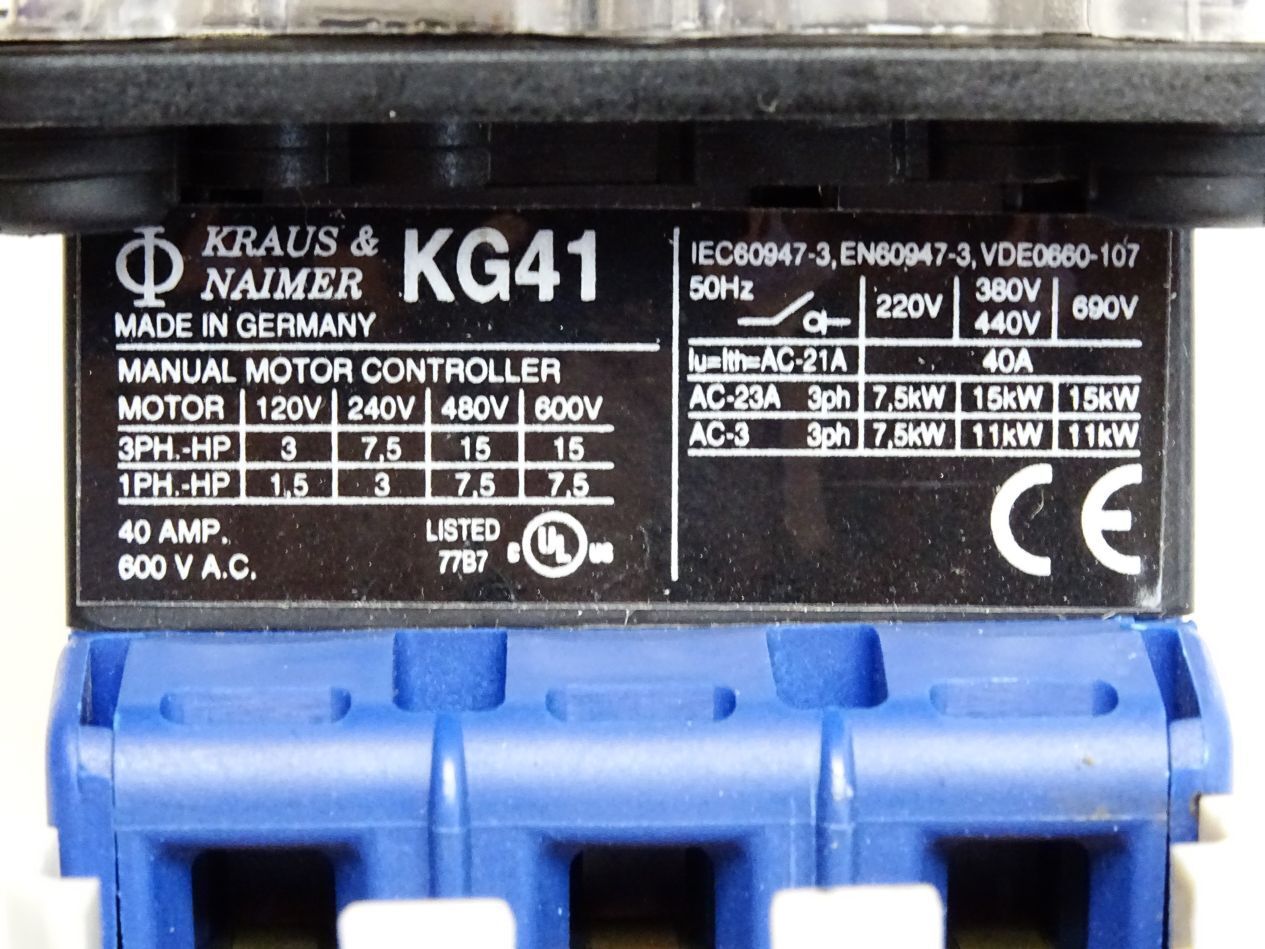 KRAUS &
NAIMER
KG41
MADE IN GERMANY
MANUAL MOTOR CONTROLLER
MOTOR 120V 240V 480V 600V
3PH.-HP 3 7,5 15 15
1PH.-HP 1,5 3 7,5 7,5
40 AMP.
600 V A.C.
LISTED
77B7
C UL US
IEC60947-3, EN60947-3, VDE0660-107
50Hz 220V 380V 440V 690V
Iu=Ith=AC-21A 40A
AC-23A 3ph 7,5kW 15kW 15kW
AC-3 3ph 7,5kW 11kW 11kW
CE